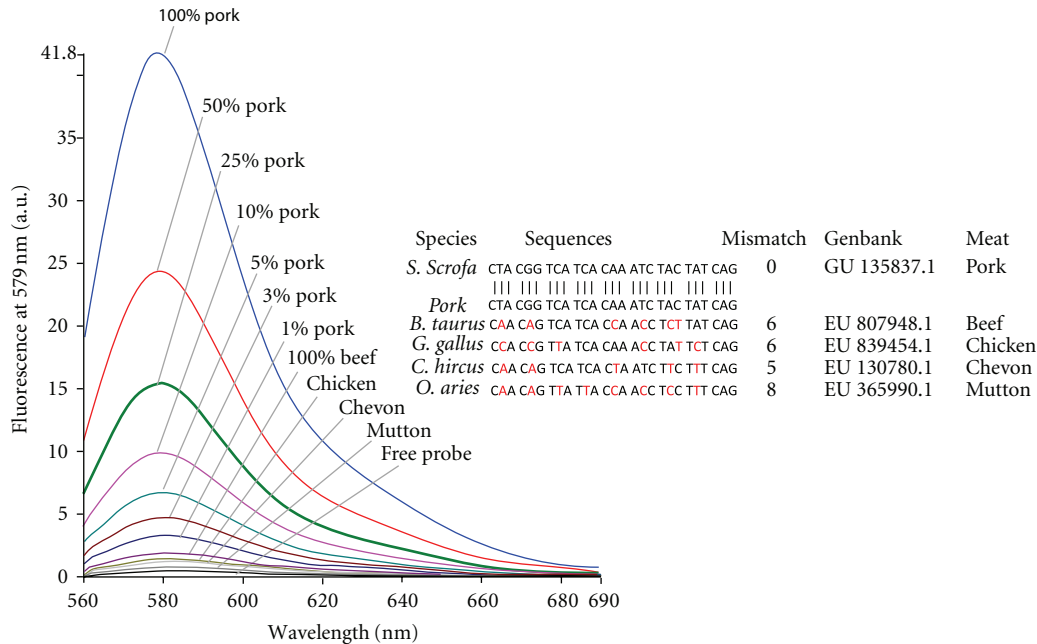 100% pork
41.8
50% pork
35
25% pork
30
10% pork
25
5% pork
20
3% pork
15
1% pork
10
100% beef
5
Chicken
0
Chevon
Mutton
Free probe
Fluorescence at 579 nm (a.u.)
560 580 600 620 640 660 680 690
Wavelength (nm)
Species Sequences Mismatch Genbank Meat
S. Scrofa CTA CGG TCA TCA CAA ATC TAC TAT CAG 0 GU 135837.1 Pork
Pork CTA CGG TCA TCA CAA ATC TAC TAT CAG
B. taurus CAA CAG TCA TCA CCA ACC TCT TAT CAG 6 EU 807948.1 Beef
G. gallus CCA CCG TTA TCA CAA ACC TAT TCT CAG 6 EU 839454.1 Chicken
C. hircus CAA CAG TCA TCA CTA ATC TTC TTT CAG 5 EU 130780.1 Chevon
O. aries CAA CAG TTA TTA CCA ACC TCC TTT CAG 8 EU 365990.1 Mutton